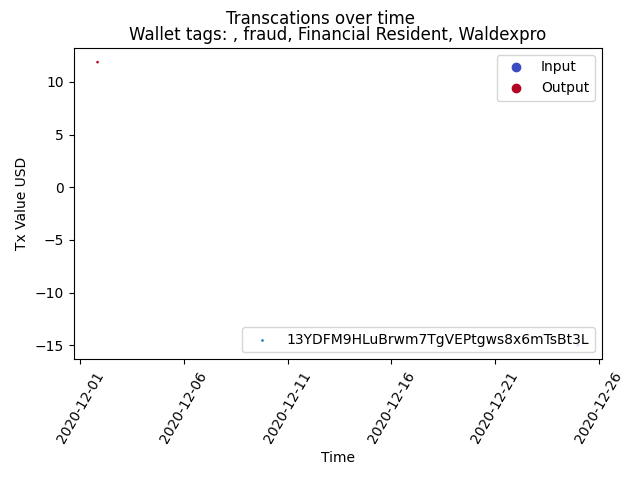 Transcations over time
Wallet tags: , fraud, Financial Resident, Waldexpro
Input
Output
10
5
0
−5
−10
−15
Tx Value USD
13YDFM9HLuBrwm7TgVEPtgws8x6mTsBt3L
2020-12-01
2020-12-06
2020-12-11
2020-12-16
2020-12-21
2020-12-26
Time